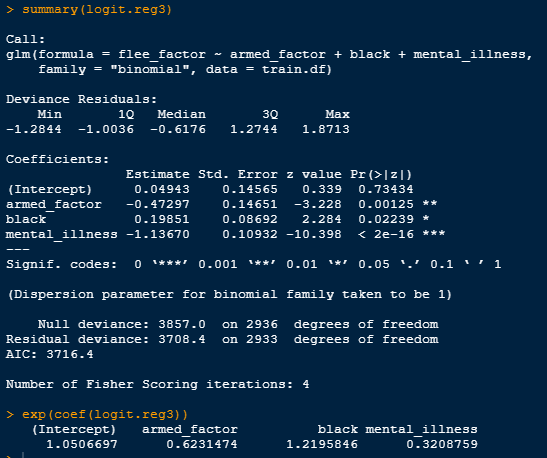 > summary(logit.reg3)
Call:
glm(formula = flee_factor ~ armed_factor + black + mental_illness,
    family = "binomial", data = train.df)
Deviance Residuals:
    Min       1Q   Median       3Q      Max
-1.2844  -1.0036  -0.6176   1.2744   1.8713
Coefficients:
               Estimate Std. Error z value Pr(>|z|)
(Intercept)     0.04943    0.14565   0.339  0.73434
armed_factor   -0.47297    0.14651  -3.228  0.00125 **
black           0.19851    0.08692   2.284  0.02239 *
mental_illness -1.13670    0.10932 -10.398  < 2e-16 ***
---
Signif. codes:  0 ‘***’ 0.001 ‘**’ 0.01 ‘*’ 0.05 ‘.’ 0.1 ‘ ’ 1
(Dispersion parameter for binomial family taken to be 1)
    Null deviance: 3857.0  on 2936  degrees of freedom
Residual deviance: 3708.4  on 2933  degrees of freedom
AIC: 3716.4
Number of Fisher Scoring iterations: 4
> exp(coef(logit.reg3))
   (Intercept)   armed_factor          black mental_illness
     1.0506697      0.6231474      1.2195846      0.3208759
>